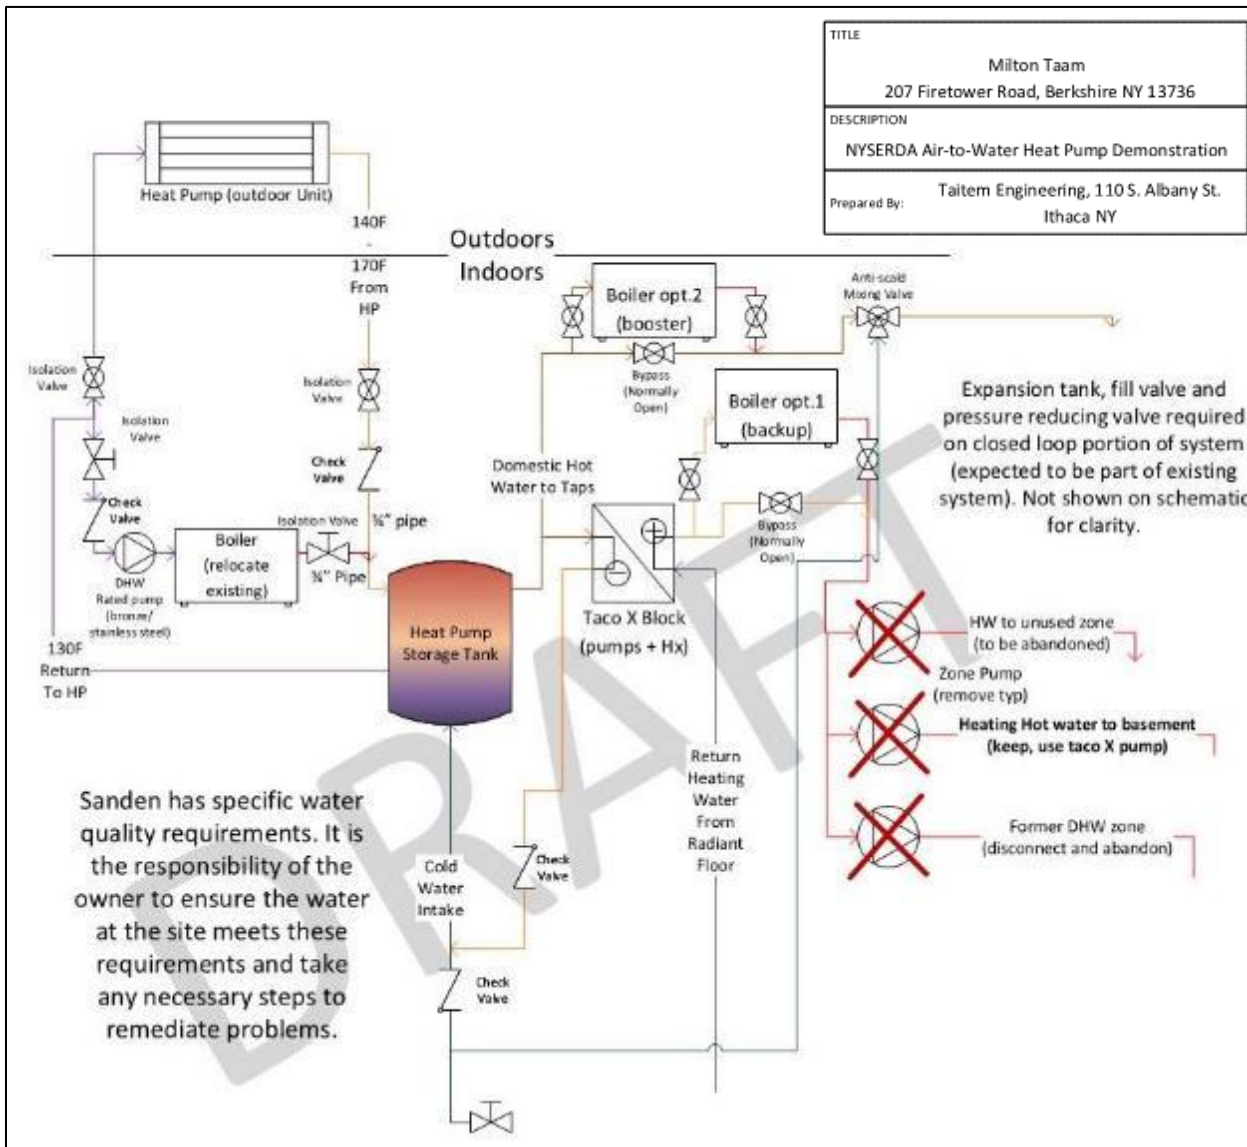 TITLE
Milton Taam
207 Firetower Road, Berkshire NY 13736
DESCRIPTION
NYSERDA Air-to-Water Heat Pump Demonstration
Prepared By:
Taitem Engineering, 110 S. Albany St.
Ithaca NY
Heat Pump (outdoor Unit)
140F
-
170F
From
HP
Outdoors
Indoors
Boiler opt.2
(booster)
Anti-scald
Mixing Valve
Isolation
Valve
Isolation
Valve
Isolation
Valve
Bypass
(Normally
Open)
Boiler opt.1
(backup)
Expansion tank, fill valve and
pressure reducing valve required
on closed loop portion of system
(expected to be part of existing
system). Not shown on schematic
for clarity.
Check
Valve
Domestic Hot
Water to Taps
Check
Valve
Isolation Valve
¾" pipe
Bypass
(Normally
Open)
Boiler
(relocate
existing)
¾" Pipe
DHW
Rated pump
(bronze/
stainless steel)
Heat Pump
Storage Tank
Taco X Block
(pumps + Hx)
HW to unused zone
(to be abandoned)
130F
Return
To HP
Zone Pump
(remove typ)
Heating Hot water to basement
(keep, use taco X pump)
Return
Heating
Water
From
Radiant
Floor
Former DHW zone
(disconnect and abandon)
Sanden has specific water
quality requirements. It is
the responsibility of the
owner to ensure the water
at the site meets these
requirements and take
any necessary steps to
remediate problems.
Cold
Water
Intake
Check
Valve
Check
Valve
DRAFT